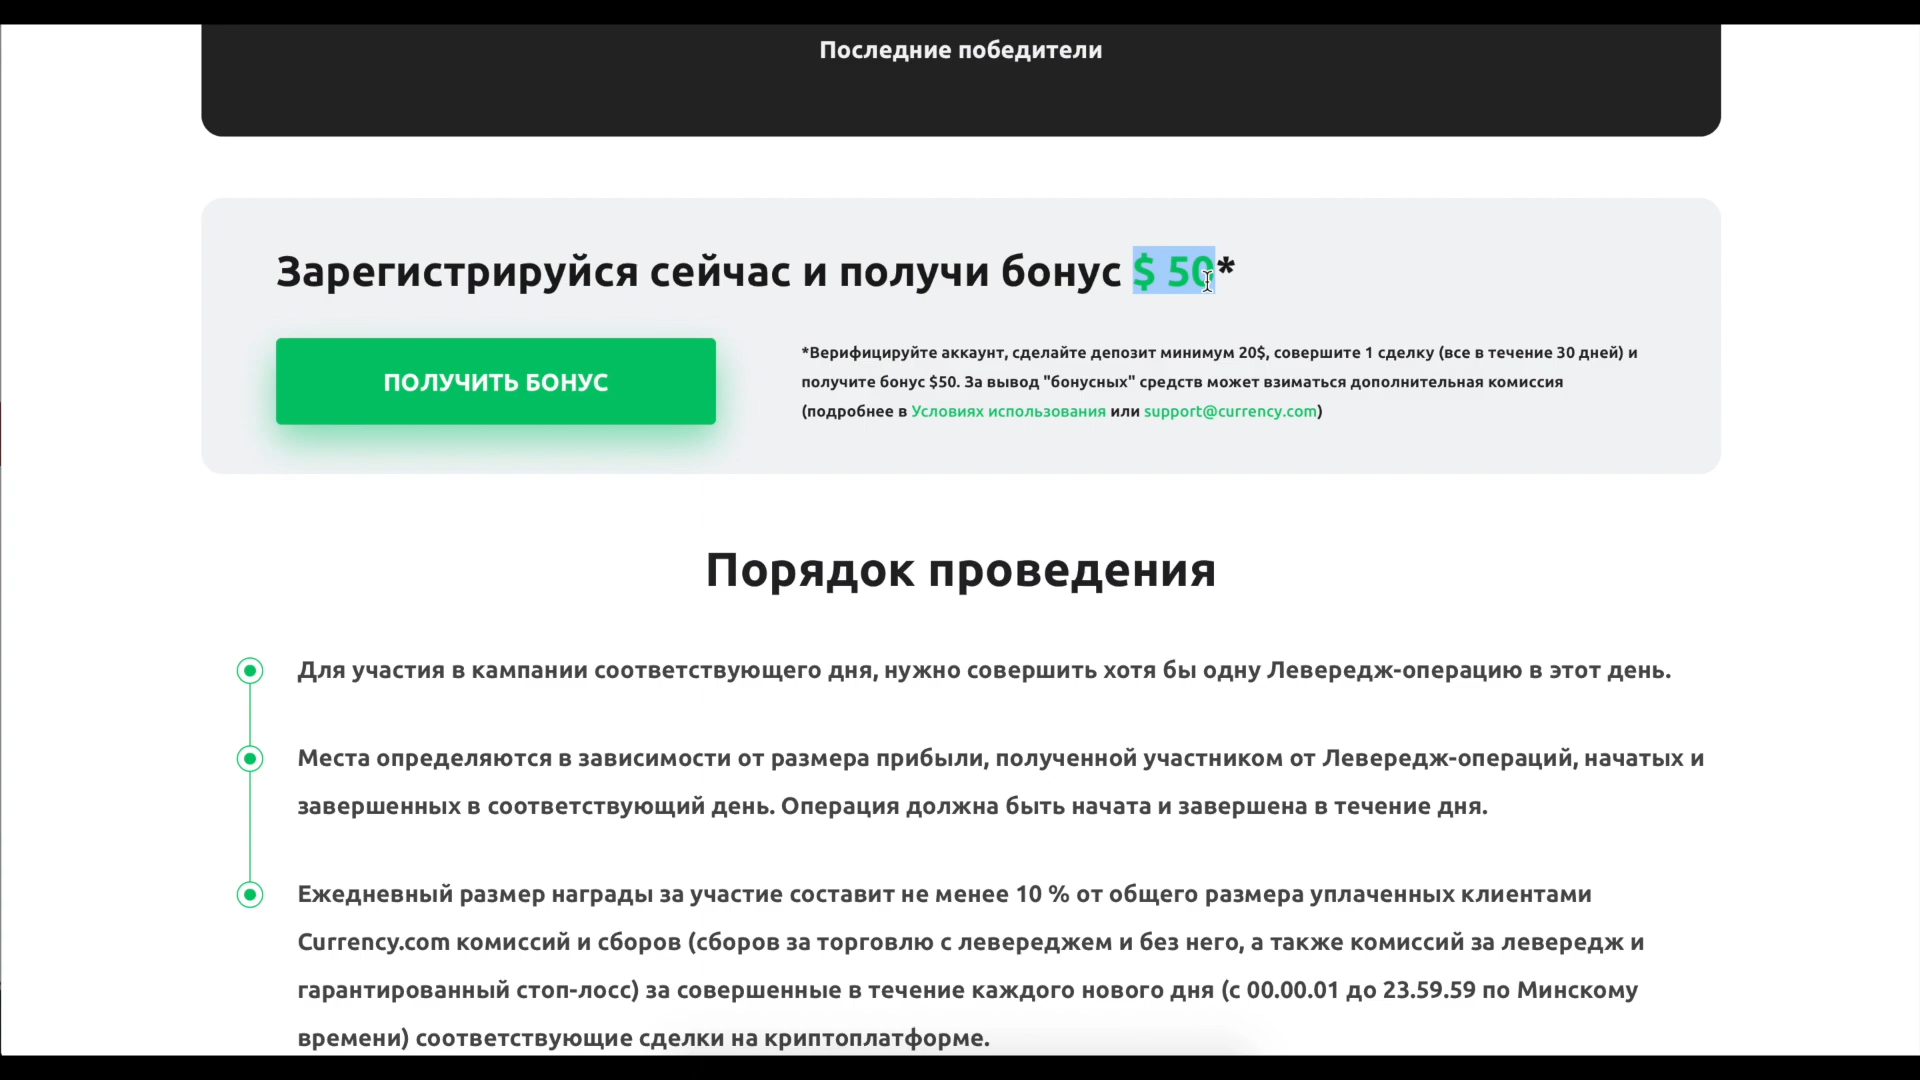 Последние победители
Зарегистрируйся сейчас и получи бонус $ 50*
ПОЛУЧИТЬ БОНУС
*Верифицируйте аккаунт, сделайте депозит минимум 20$, совершите 1 сделку (все в течение 30 дней) и
получите бонус $50. За вывод "бонусных" средств может взиматься дополнительная комиссия
(подробнее в Условиях использования или support@currency.com)
Порядок проведения
Для участия в кампании соответствующего дня, нужно совершить хотя бы одну Левередж-операцию в этот день.
Места определяются в зависимости от размера прибыли, полученной участником от Левередж-операций, начатых и
завершенных в соответствующий день. Операция должна быть начата и завершена в течение дня.
Ежедневный размер награды за участие составит не менее 10 % от общего размера уплаченных клиентами
Currency.com комиссий и сборов (сборов за торговлю с левереджем и без него, а также комиссий за левередж и
гарантированный стоп-лосс) за совершенные в течение каждого нового дня (с 00.00.01 до 23.59.59 по Минскому
времени) соответствующие сделки на криптоплатформе.